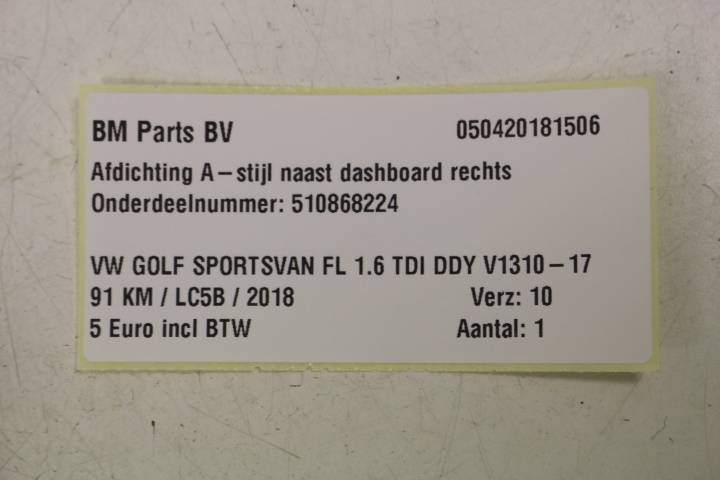 BM Parts BV 050420181506
Afdichting A-stijl naast dashboard rechts
Onderdeelnummer: 510868224
VW GOLF SPORTSVAN FL 1.6 TDI DDY V1310-17
91 KM / LC5B / 2018 Verz: 10
5 Euro incl BTW Aantal: 1